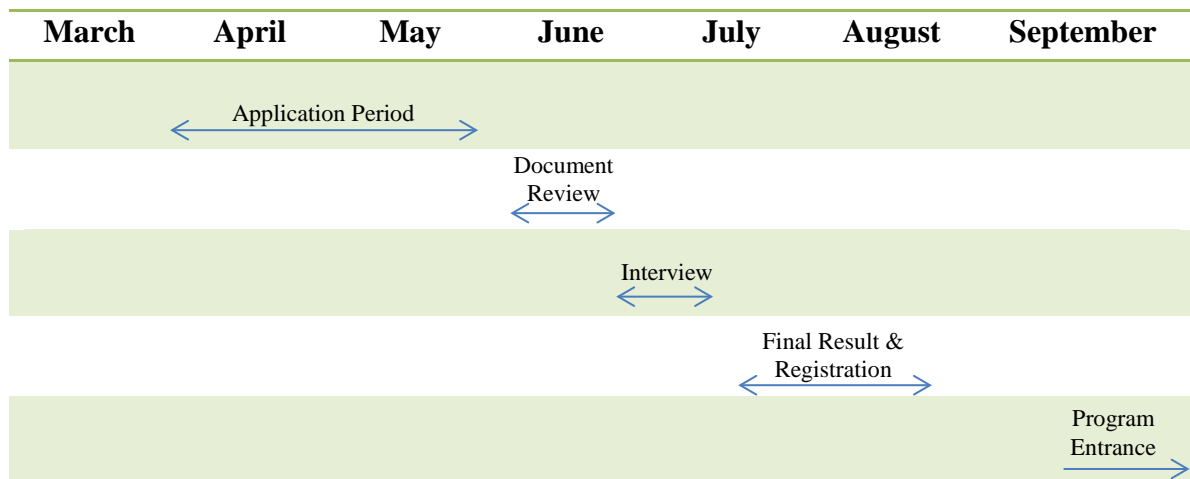 March April May June July August September
Application Period
Document
Review
Interview
Final Result &
Registration
Program
Entrance